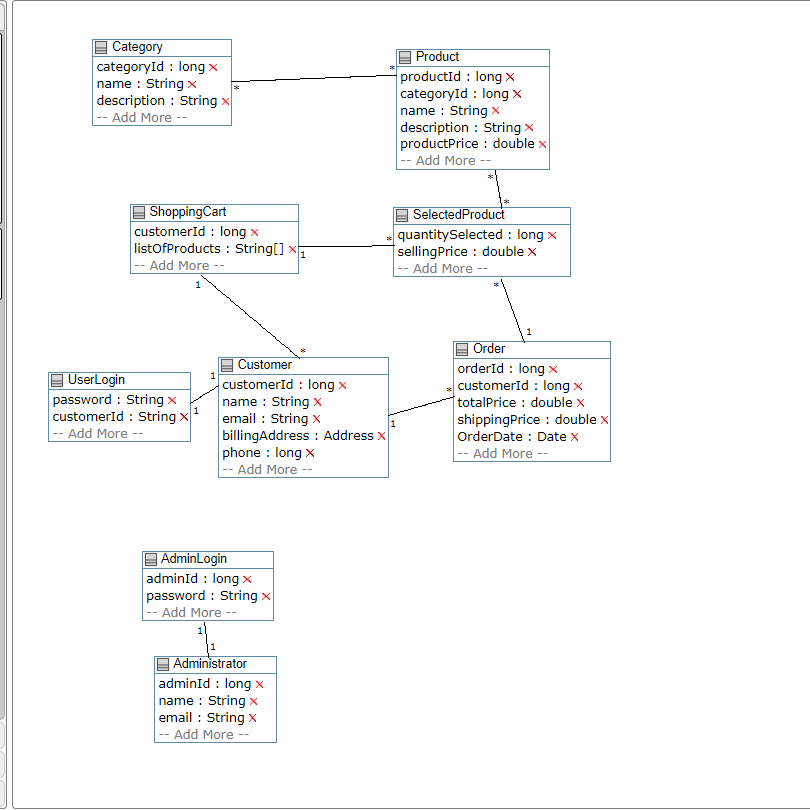 Category
categoryId : long
name : String
description : String
-- Add More --
*
*
Product
productId : long
categoryId : long
name : String
description : String
productPrice : double
-- Add More --
*
*
ShoppingCart
customerId : long
listOfProducts : String[]
-- Add More --
1
*
SelectedProduct
quantitySelected : long
sellingPrice : double
-- Add More --
1
*
*
1
UserLogin
password : String
customerId : String
-- Add More --
1
1
Customer
customerId : long
name : String
email : String
billingAddress : Address
phone : long
-- Add More --
1
*
Order
orderId : long
customerId : long
totalPrice : double
shippingPrice : double
OrderDate : Date
-- Add More --
AdminLogin
adminId : long
password : String
-- Add More --
1
1
Administrator
adminId : long
name : String
email : String
-- Add More --